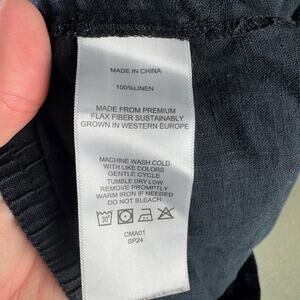 MADE IN CHINA
100%LINEN
MADE FROM PREMIUM
FLAX FIBER SUSTAINABLY
GROWN IN WESTERN EUROPE
MACHINE WASH COLD
WITH LIKE COLORS
GENTLE CYCLE
TUMBLE DRY LOW
REMOVE PROMPTLY
WARM IRON IF NEEDED
DO NOT BLEACH
30
CMA01
SP24